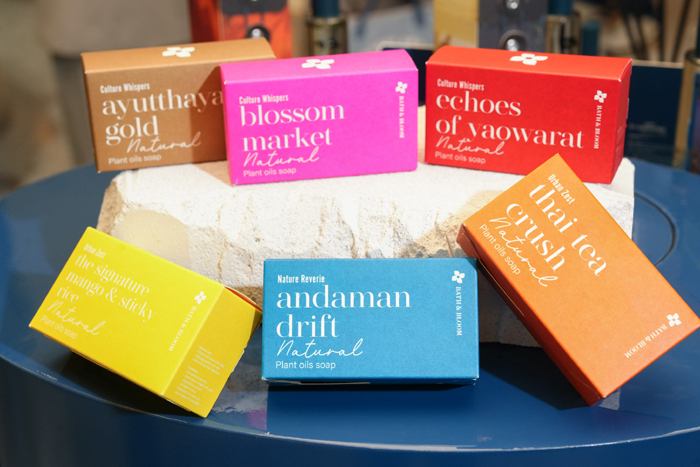 Culture Whispers
ayutthaya
gold
Natural
Plant oils soap
Culture Whispers
blossom
market
Natural
Plant oils soap
BATH & BLOOM
Culture Whispers
echoes
of yaowarat
Natural
Plant oils soap
BATH & BLOOM
Urban Zest
the signature
mango & sticky
rice
Natural
Plant oils soap
BATH & BLOOM
Nature Reverie
andaman
drift
Natural
Plant oils soap
BATH & BLOOM
Urban Zest
thai tea
crush
Natural
Plant oils soap
BATH & BLOOM